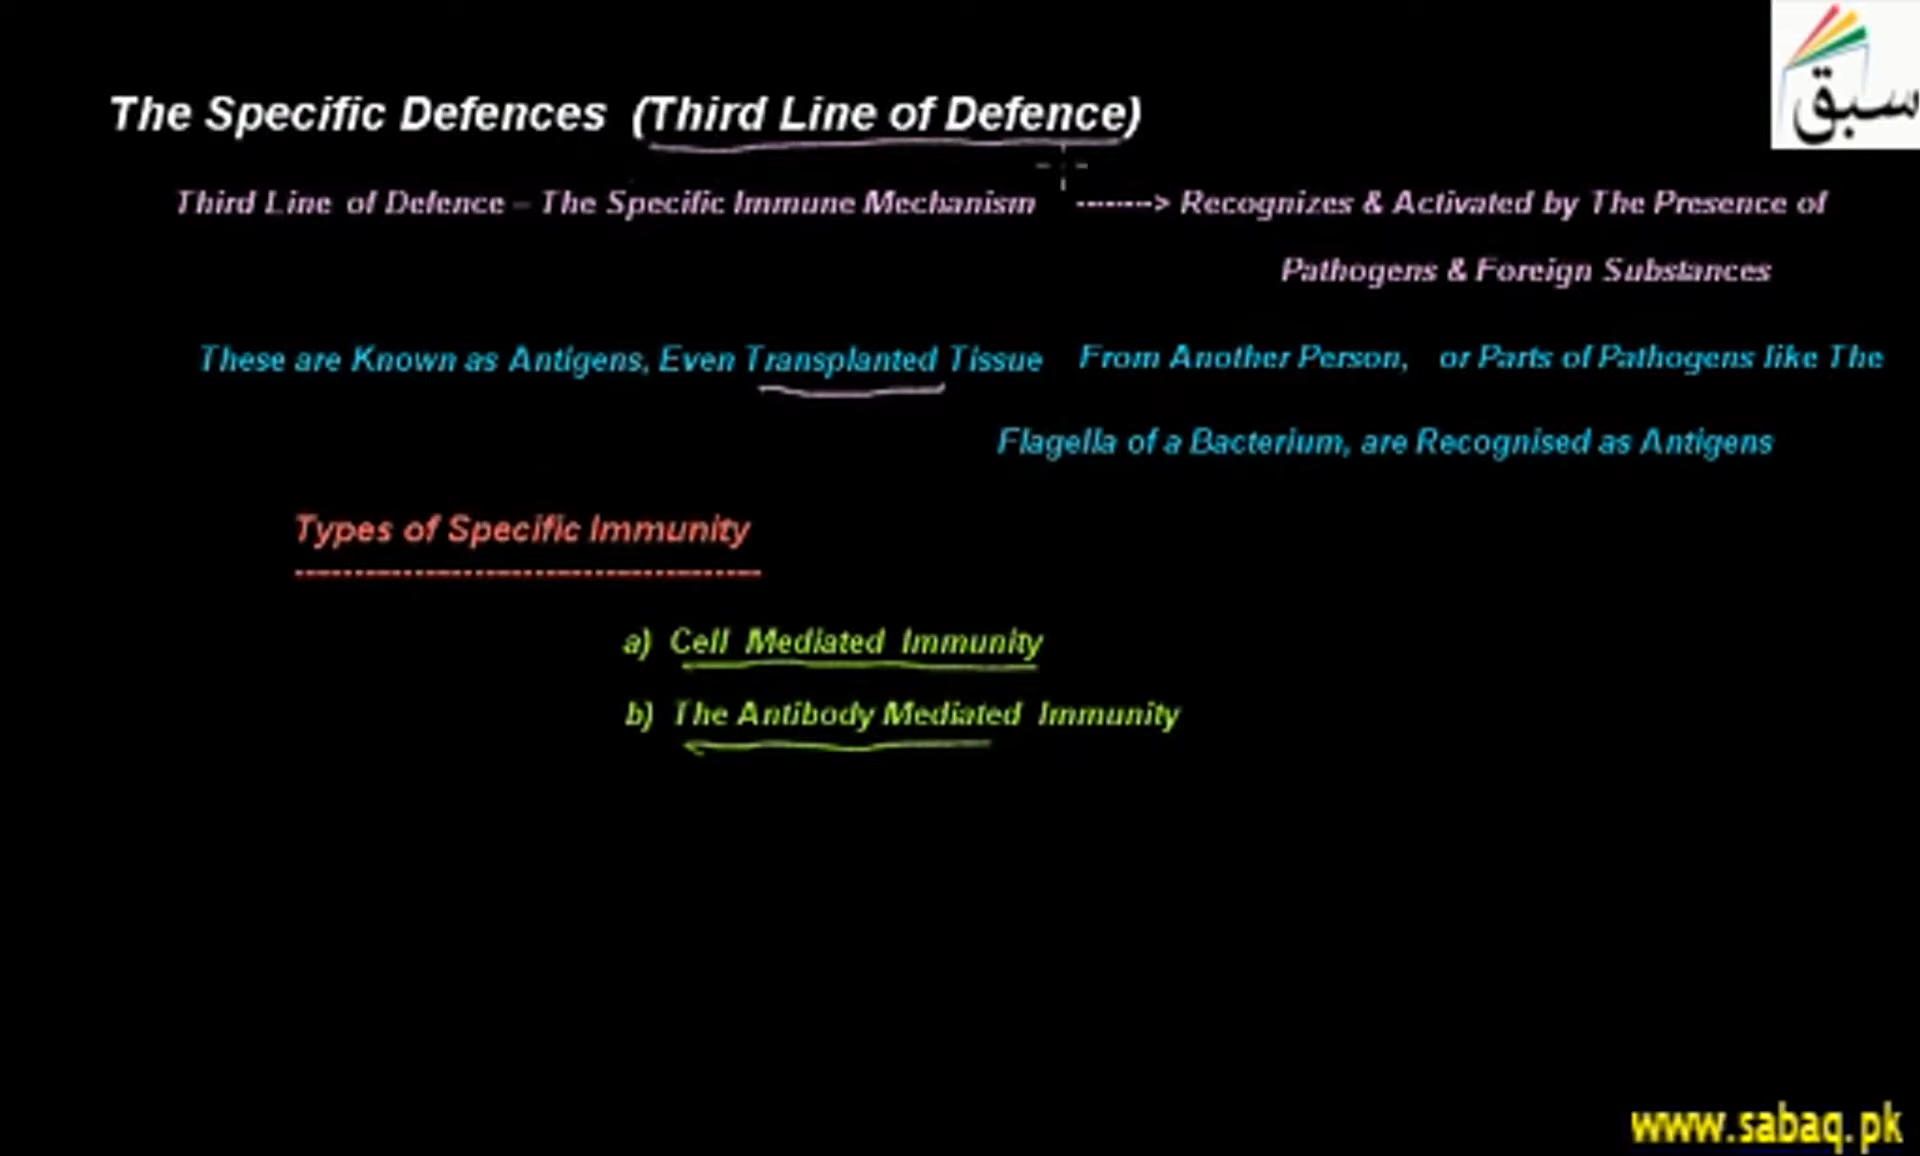 سبق
The Specific Defences (Third Line of Defence)
Third Line of Defence – The Specific Immune Mechanism --------> Recognizes & Activated by The Presence of
Pathogens & Foreign Substances
These are Known as Antigens, Even Transplanted Tissue From Another Person, or Parts of Pathogens like The
Flagella of a Bacterium, are Recognised as Antigens
Types of Specific Immunity
a) Cell Mediated Immunity
b) The Antibody Mediated Immunity
www.sabaq.pk